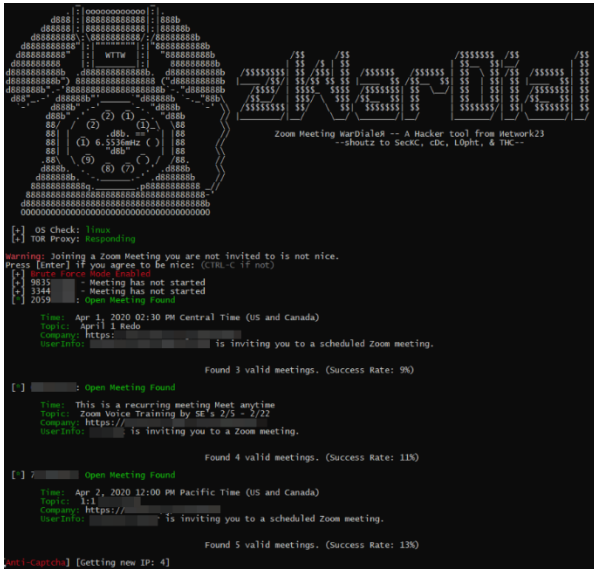 WTTW
zWarDial
(2) (1)
(2) (1)
(1) 6.5536mHz ( )
(9) ( )
(8) (7)
Zoom Meeting WarDialeR -- A Hacker tool from Network23
--shoutz to SecKC, cDc, L0pht, & THC--
[+] OS Check: linux
[+] TOR Proxy: Responding
Warning: Joining a Zoom Meeting you are not invited to is not nice.
Press [Enter] if you agree to be nice: (CTRL-C if not)
[+] Brute Force Mode Enabled
[+] 9835 - Meeting has not started
[+] 3344 - Meeting has not started
[*] 2059 : Open Meeting Found
Time: Apr 1, 2020 02:30 PM Central Time (US and Canada)
Topic: April 1 Redo
Company: https:
UserInfo: is inviting you to a scheduled Zoom meeting.
Found 3 valid meetings. (Success Rate: 9%)
[*] : Open Meeting Found
Time: This is a recurring meeting Meet anytime
Topic: Zoom Voice Training by SE's 2/5 - 2/22
Company: https://
UserInfo: is inviting you to a Zoom meeting.
Found 4 valid meetings. (Success Rate: 11%)
[*] 7 : Open Meeting Found
Time: Apr 2, 2020 12:00 PM Pacific Time (US and Canada)
Topic: 1:1
Company: https://
UserInfo: is inviting you to a scheduled Zoom meeting.
Found 5 valid meetings. (Success Rate: 13%)
[Anti-Captcha] [Getting new IP: 4]